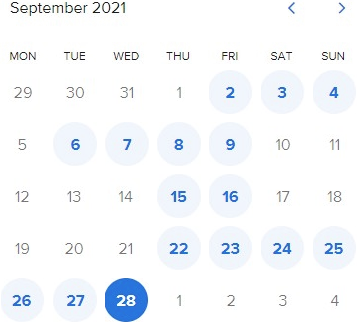 September 2021
MON TUE WED THU FRI SAT SUN
29 30 31 1 2 3 4
5 6 7 8 9 10 11
12 13 14 15 16 17 18
19 20 21 22 23 24 25
26 27 28 1 2 3 4